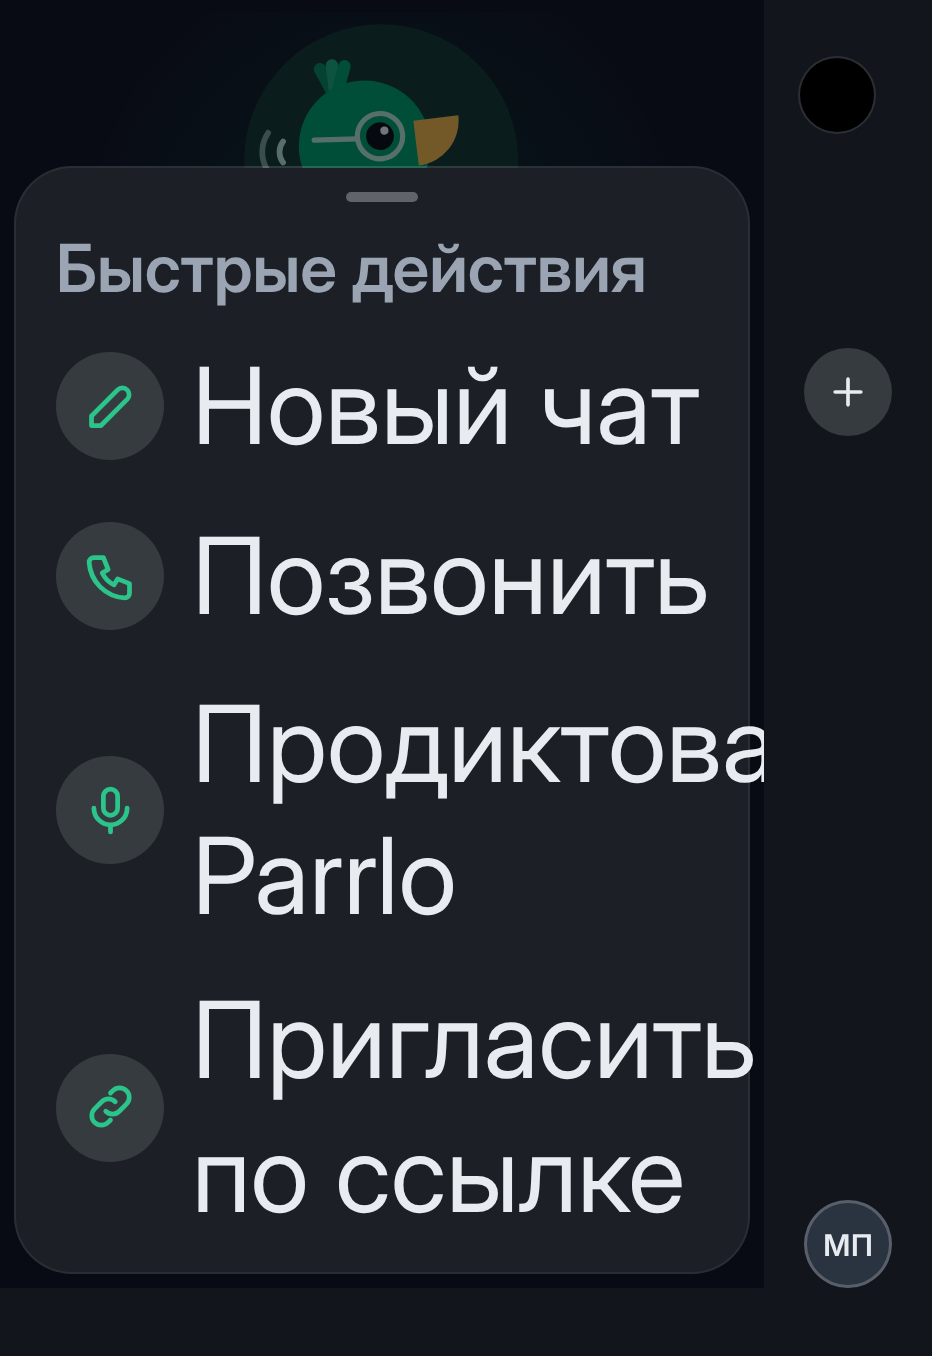 Быстрые действия
Новый чат
Позвонить
Продиктова
Parrlo
Пригласить
по ссылке
МП